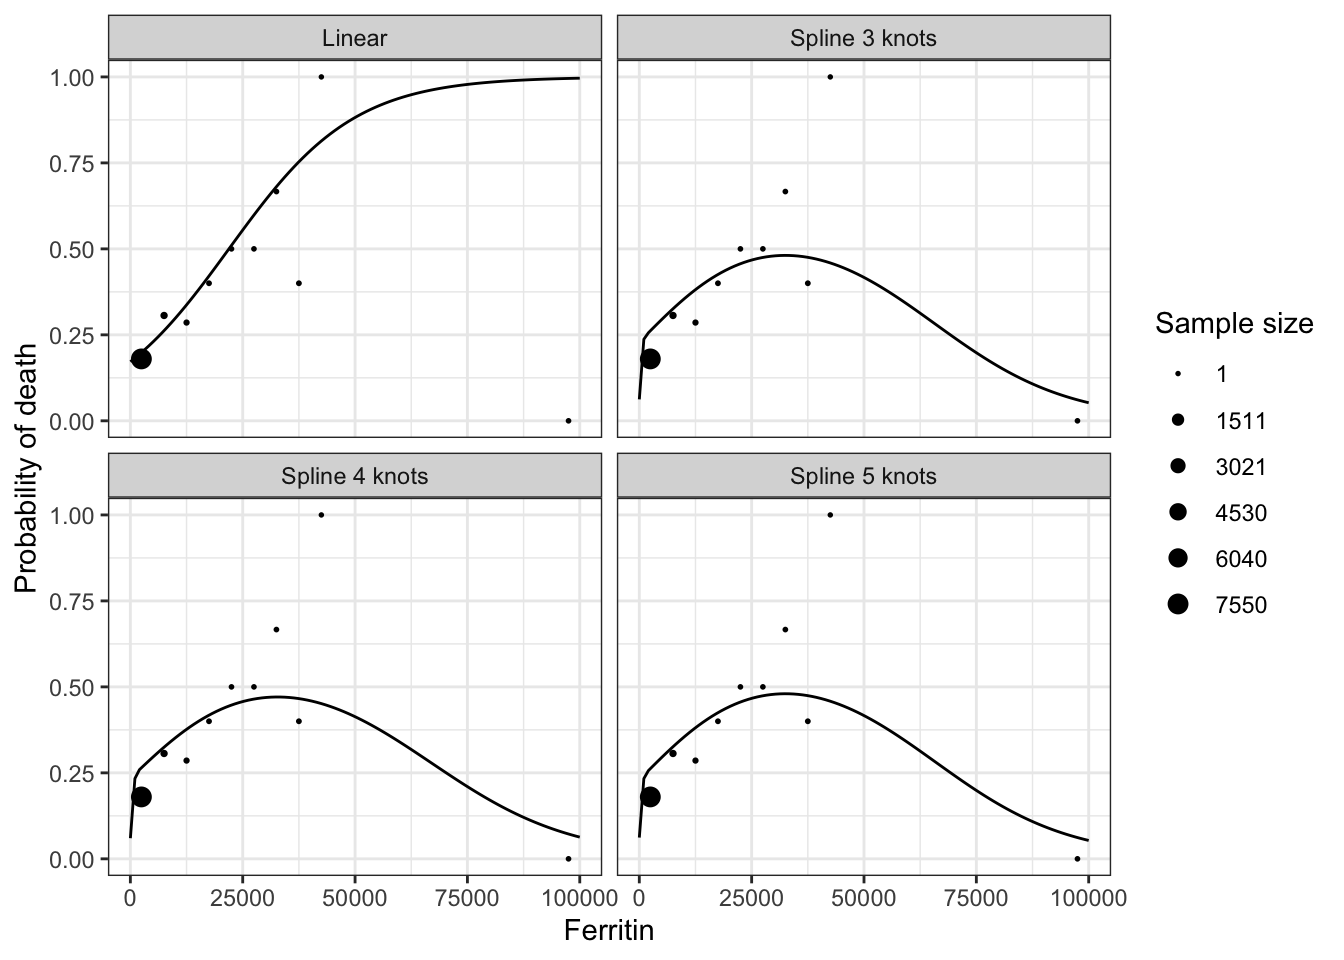 Linear
Spline 3 knots
1.00
0.75
0.50
0.25
0.00
Spline 4 knots
Spline 5 knots
1.00
0.75
0.50
0.25
0.00
0 25000 50000 75000 100000
0 25000 50000 75000 100000
Ferritin
Probability of death
Sample size
1
1511
3021
4530
6040
7550